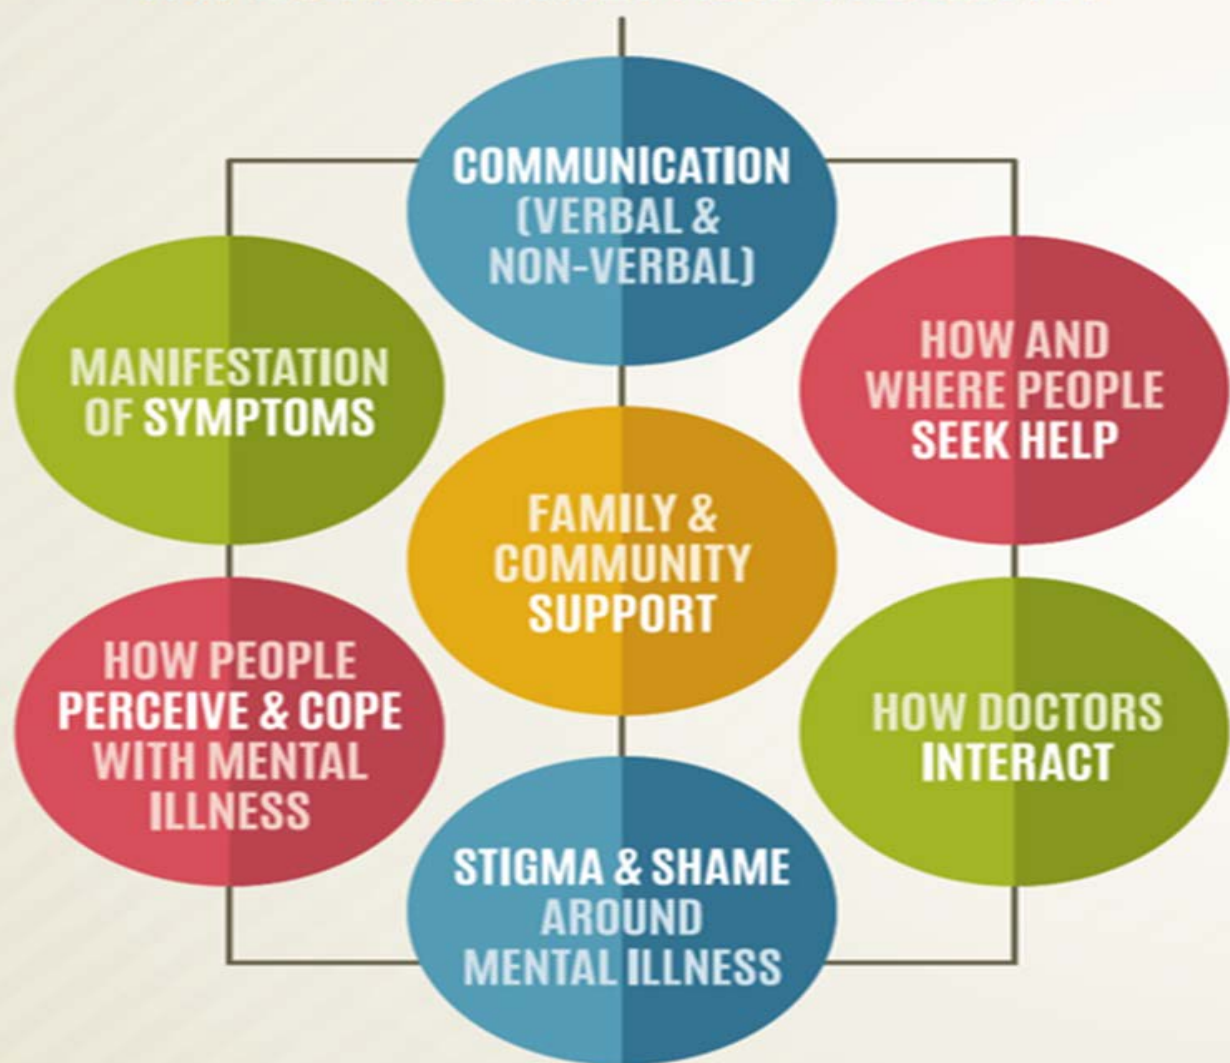 COMMUNICATION
(VERBAL &
NON-VERBAL)
MANIFESTATION
OF SYMPTOMS
HOW AND
WHERE PEOPLE
SEEK HELP
FAMILY &
COMMUNITY
SUPPORT
HOW PEOPLE
PERCEIVE & COPE
WITH MENTAL
ILLNESS
HOW DOCTORS
INTERACT
STIGMA & SHAME
AROUND
MENTAL ILLNESS